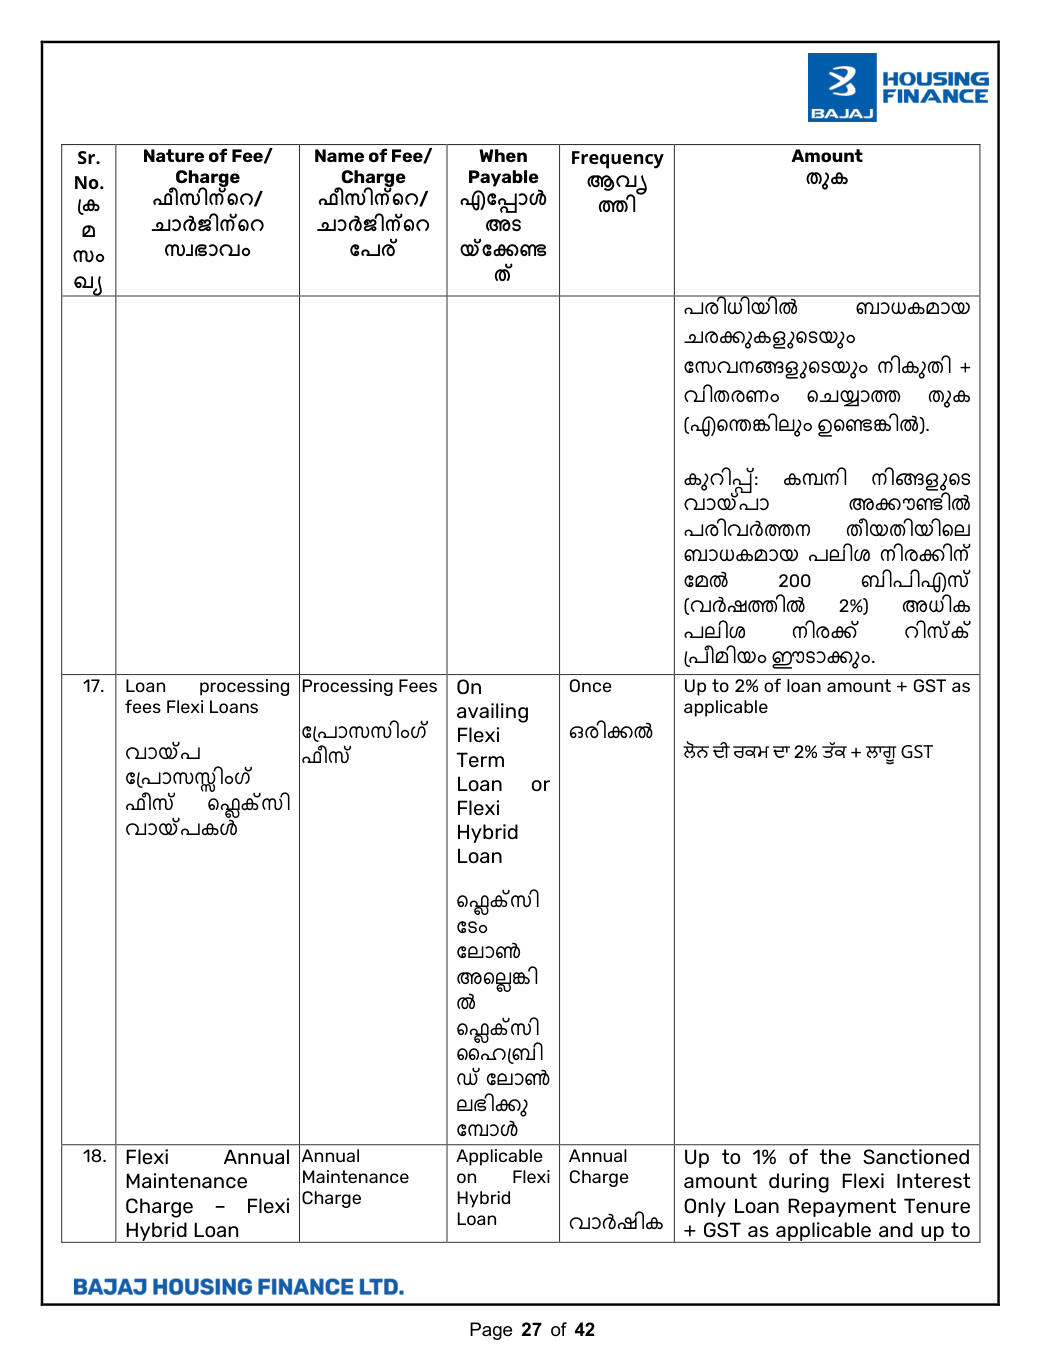 HOUSING
FINANCE
BAJAJ
Sr.
No.
ക്ര
മ
സം
ഖ്യ
Nature of Fee/
Charge
ഫീസിന്റെ/
ചാർജിന്റെ
സ്വഭാവം
Name of Fee/
Charge
ഫീസിന്റെ/
ചാർജിന്റെ
പേര്
When
Payable
എപ്പോൾ
അട
യ്ക്കേണ്ട
ത്
Frequency
ആവൃ
ത്തി
Amount
തുക
പരിധിയിൽ ബാധകമായ
ചരക്കുകളുടെയും
സേവനങ്ങളുടെയും നികുതി +
വിതരണം ചെയ്യാത്ത തുക
(എന്തെങ്കിലും ഉണ്ടെങ്കിൽ).
കുറിപ്പ്: കമ്പനി നിങ്ങളുടെ
വായ്പാ അക്കൗണ്ടിൽ
പരിവർത്തന തീയതിയിലെ
ബാധകമായ പലിശ നിരക്കിന്
മേൽ 200 ബിപിഎസ്
(വർഷത്തിൽ 2%) അധിക
പലിശ നിരക്ക് റിസ്ക്
പ്രീമിയം ഈടാക്കും.
17.
Loan processing
fees Flexi Loans
വായ്പ
പ്രോസസ്സിംഗ്
ഫീസ് ഫ്ലെക്സി
വായ്പകൾ
Processing Fees
പ്രോസസിംഗ്
ഫീസ്
On
availing
Flexi
Term
Loan or
Flexi
Hybrid
Loan
ഫ്ലെക്സി
ടേം
ലോൺ
അല്ലെങ്കി
ൽ
ഫ്ലെക്സി
ഹൈബ്രി
ഡ് ലോൺ
ലഭിക്കു
മ്പോൾ
Once
ഒരിക്കൽ
Up to 2% of loan amount + GST as
applicable
ਲੋਨ ਦੀ ਰਕਮ ਦਾ 2% ਤੱਕ + ਲਾਗੂ GST
18.
Flexi Annual
Maintenance
Charge – Flexi
Hybrid Loan
Annual
Maintenance
Charge
Applicable
on Flexi
Hybrid
Loan
Annual
Charge
വാർഷിക
Up to 1% of the Sanctioned
amount during Flexi Interest
Only Loan Repayment Tenure
+ GST as applicable and up to
BAJAJ HOUSING FINANCE LTD.
Page 27 of 42